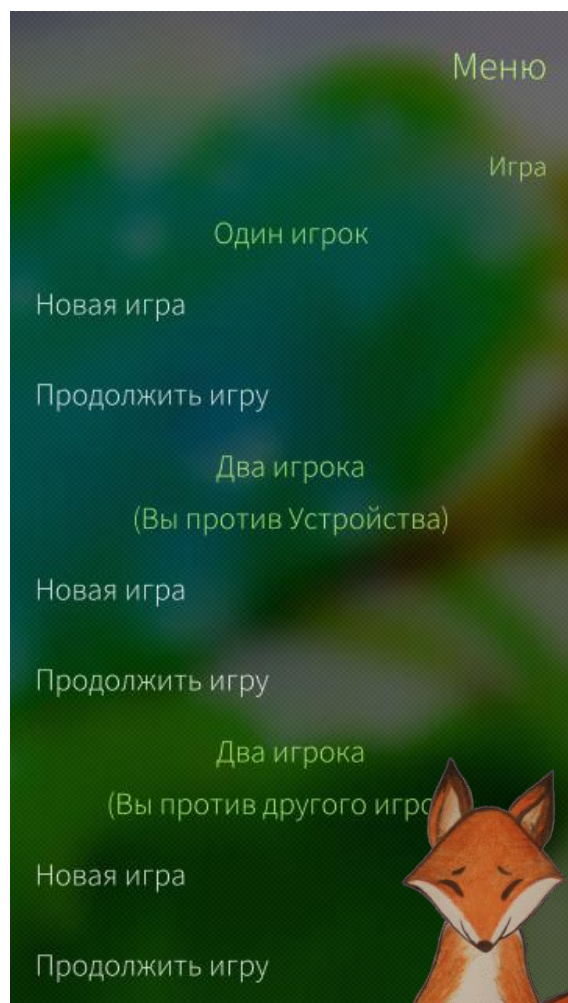 Меню
Игра
Один игрок
Новая игра
Продолжить игру
Два игрока
(Вы против Устройства)
Новая игра
Продолжить игру
Два игрока
(Вы против другого
Новая игра
Продолжить игру